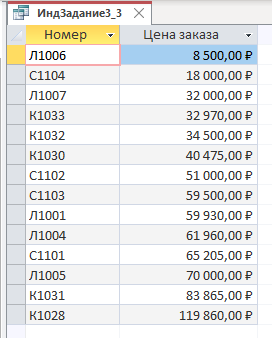 ИндЗадание3_3
Номер Цена заказа
Л1006 8 500,00 ₽
С1104 18 000,00 ₽
Л1007 32 000,00 ₽
К1033 32 970,00 ₽
К1032 34 500,00 ₽
К1030 40 475,00 ₽
С1102 51 000,00 ₽
С1103 59 500,00 ₽
Л1001 59 930,00 ₽
Л1004 61 960,00 ₽
С1101 65 205,00 ₽
Л1005 70 000,00 ₽
К1031 83 865,00 ₽
К1028 119 860,00 ₽